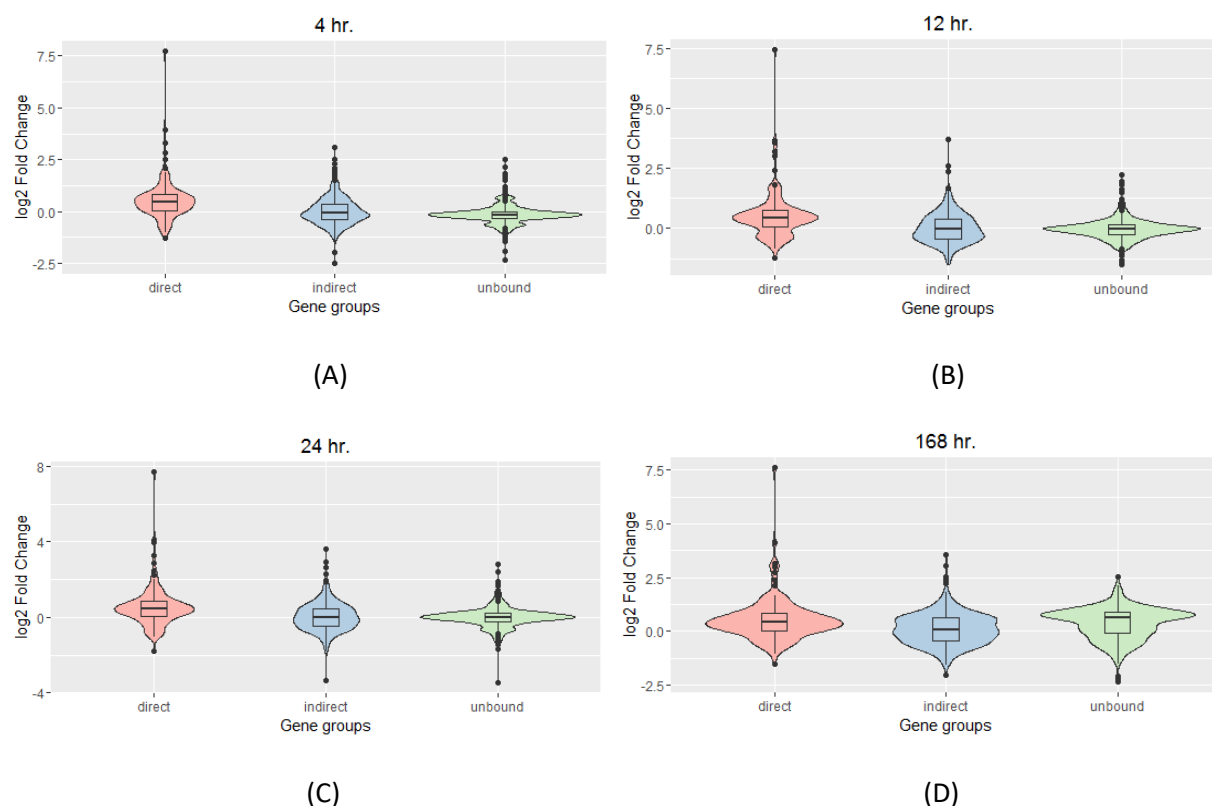 4 hr.
7.5
5.0
2.5
0.0
-2.5
log2 Fold Change
direct indirect unbound
Gene groups
(A)
12 hr.
7.5
5.0
2.5
0.0
log2 Fold Change
direct indirect unbound
Gene groups
(B)
24 hr.
8
4
0
-4
log2 Fold Change
direct indirect unbound
Gene groups
(C)
168 hr.
7.5
5.0
2.5
0.0
-2.5
log2 Fold Change
direct indirect unbound
Gene groups
(D)